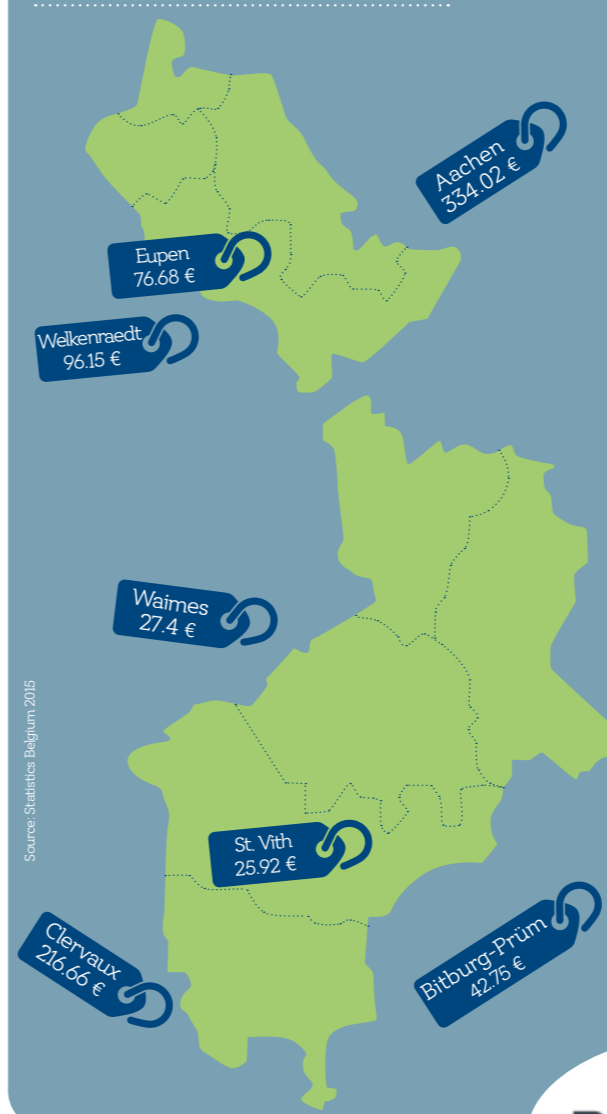 Aachen
334.02 €
Eupen
76.68 €
Welkenraedt
96.15 €
Waimes
27.4 €
Source: Statistics Belgium 2015
St. Vith
25.92 €
Clervaux
216.66 €
Bitburg-Prüm
42.75 €